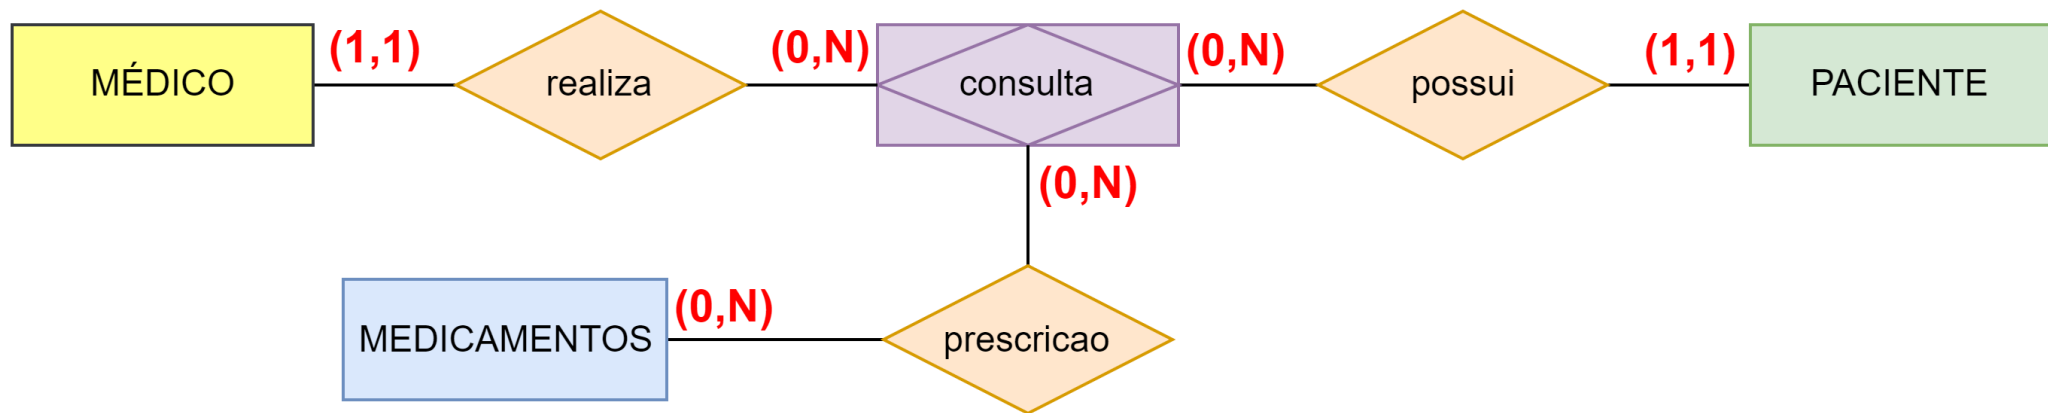 MÉDICO
(1,1)
realiza
(0,N)
consulta
(0,N)
possui
(1,1)
PACIENTE
(0,N)
MEDICAMENTOS
(0,N)
prescricao